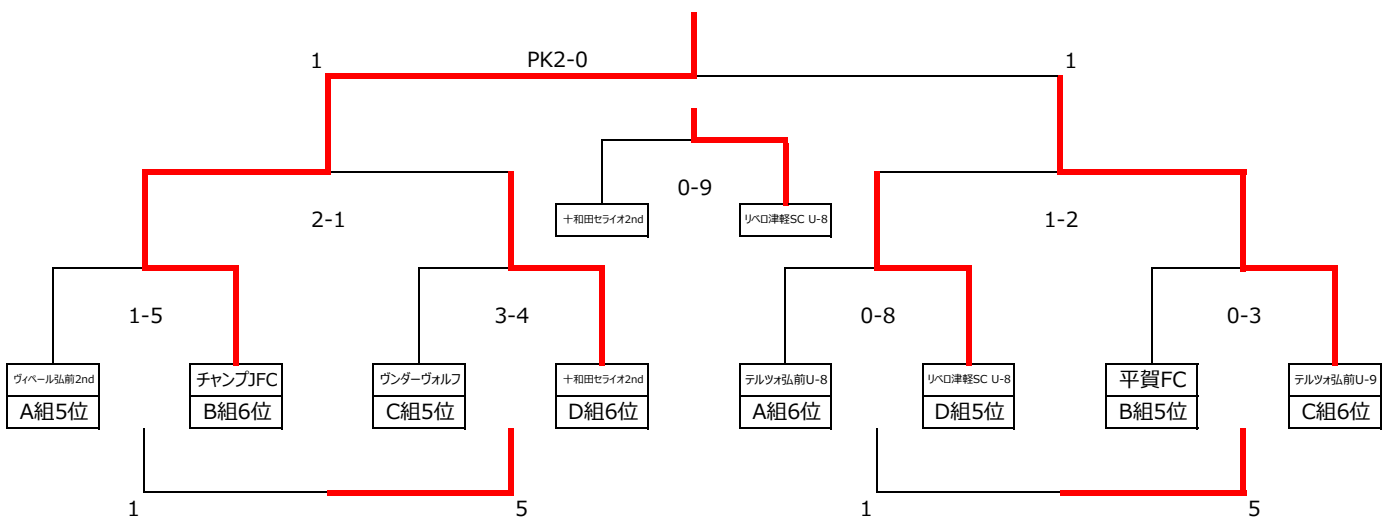 1 PK2-0 1
0-9
十和田セライオ2nd リベロ津軽SC U-8
2-1 1-2
1-5 3-4 0-8 0-3
ヴィベール弘前2nd チャンプJFC ヴンダーヴォルフ 十和田セライオ2nd テルツォ弘前U-8 リベロ津軽SC U-8 平賀FC テルツォ弘前U-9
A組5位 B組6位 C組5位 D組6位 A組6位 D組5位 B組5位 C組6位
1 5 1 5